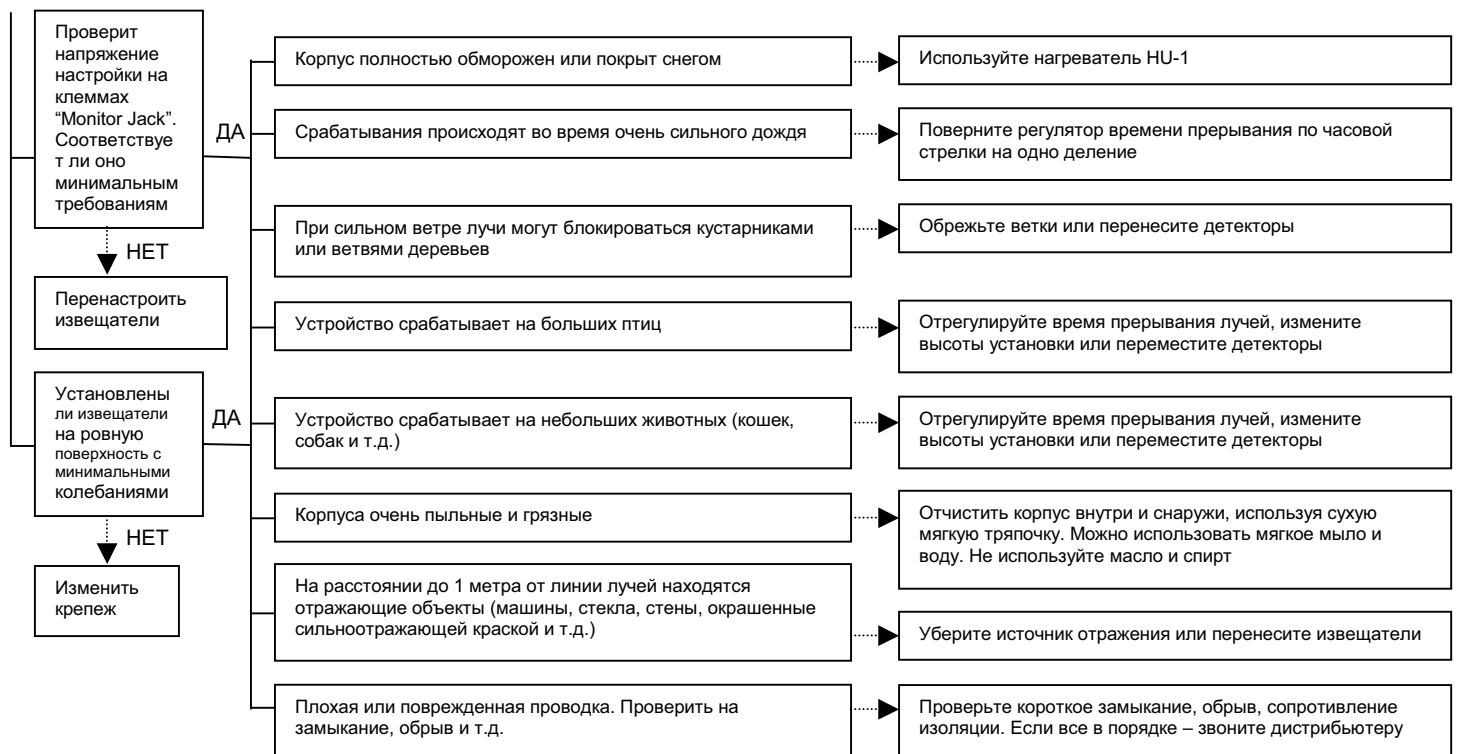 Проверит
напряжение
настройки на
клеммах
“Monitor Jack”.
Соответствуе
т ли оно
минимальным
требованиям
ДА
НЕТ
Перенастроить
извещатели
Установлены
ли извещатели
на ровную
поверхность с
минимальными
колебаниями
ДА
НЕТ
Изменить
крепеж
Корпус полностью обморожен или покрыт снегом
Используйте нагреватель HU-1
Срабатывания происходят во время очень сильного дождя
Поверните регулятор времени прерывания по часовой
стрелки на одно деление
При сильном ветре лучи могут блокироваться кустарниками
или ветвями деревьев
Обрежьте ветки или перенесите детекторы
Устройство срабатывает на больших птиц
Отрегулируйте время прерывания лучей, измените
высоты установки или переместите детекторы
Устройство срабатывает на небольших животных (кошек,
собак и т.д.)
Отрегулируйте время прерывания лучей, измените
высоты установки или переместите детекторы
Корпуса очень пыльные и грязные
Отчистить корпус внутри и снаружи, используя сухую
мягкую тряпочку. Можно использовать мягкое мыло и
воду. Не используйте масло и спирт
На расстоянии до 1 метра от линии лучей находятся
отражающие объекты (машины, стекла, стены, окрашенные
сильноотражающей краской и т.д.)
Уберите источник отражения или перенесите извещатели
Плохая или поврежденная проводка. Проверить на
замыкание, обрыв и т.д.
Проверьте короткое замыкание, обрыв, сопротивление
изоляции. Если все в порядке – звоните дистрибьютеру